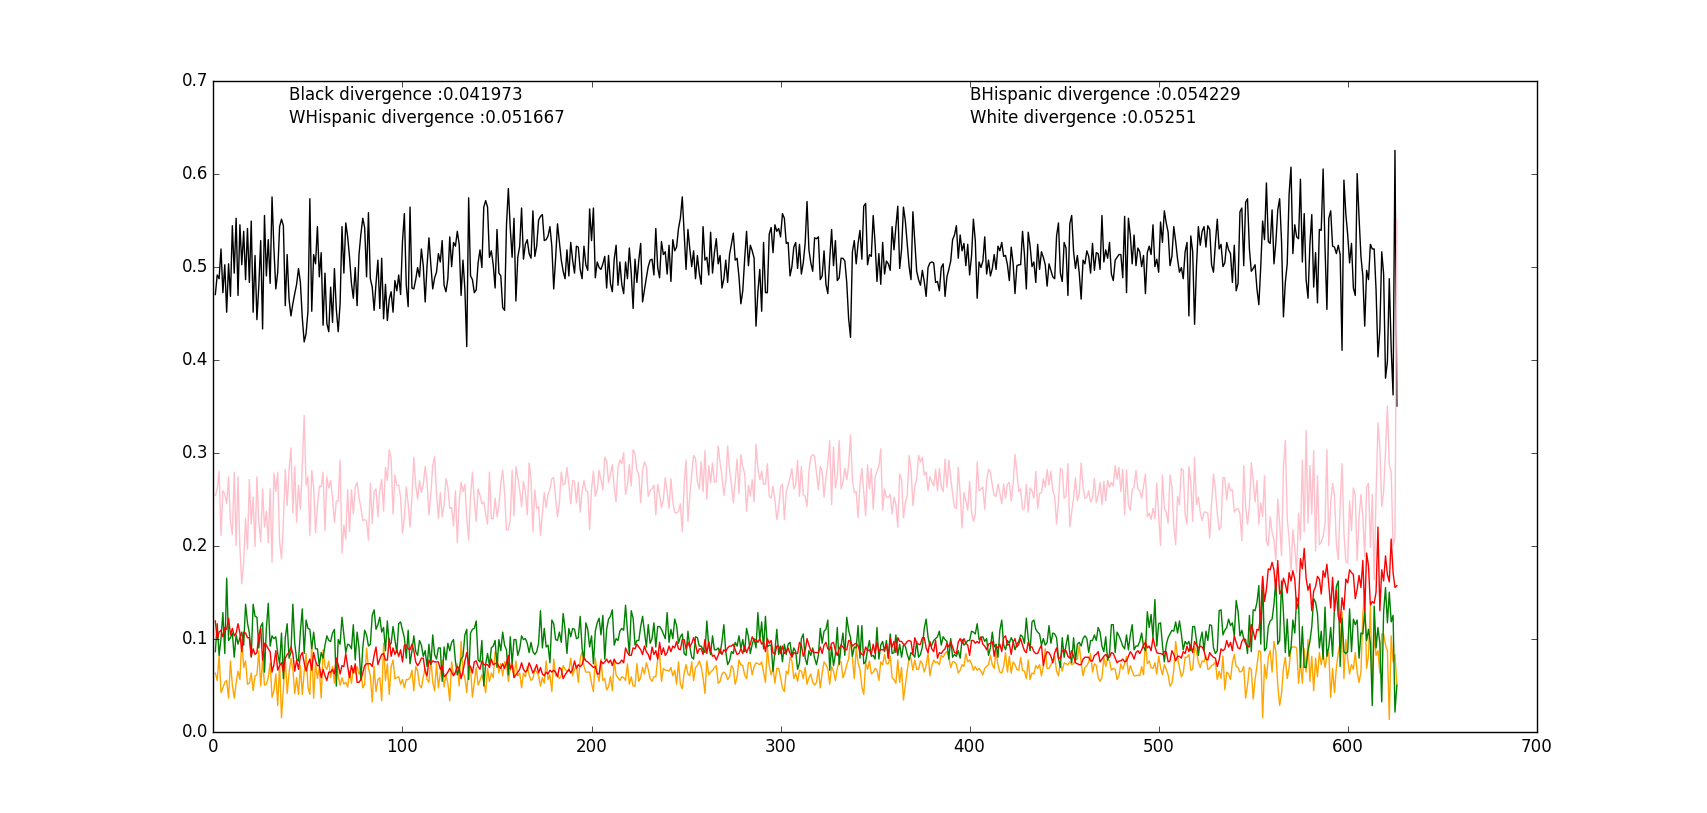 Black divergence :0.041973
WHispanic divergence :0.051667
BHispanic divergence :0.054229
White divergence :0.05251
0.7
0.6
0.5
0.4
0.3
0.2
0.1
0.0
0 100 200 300 400 500 600 700